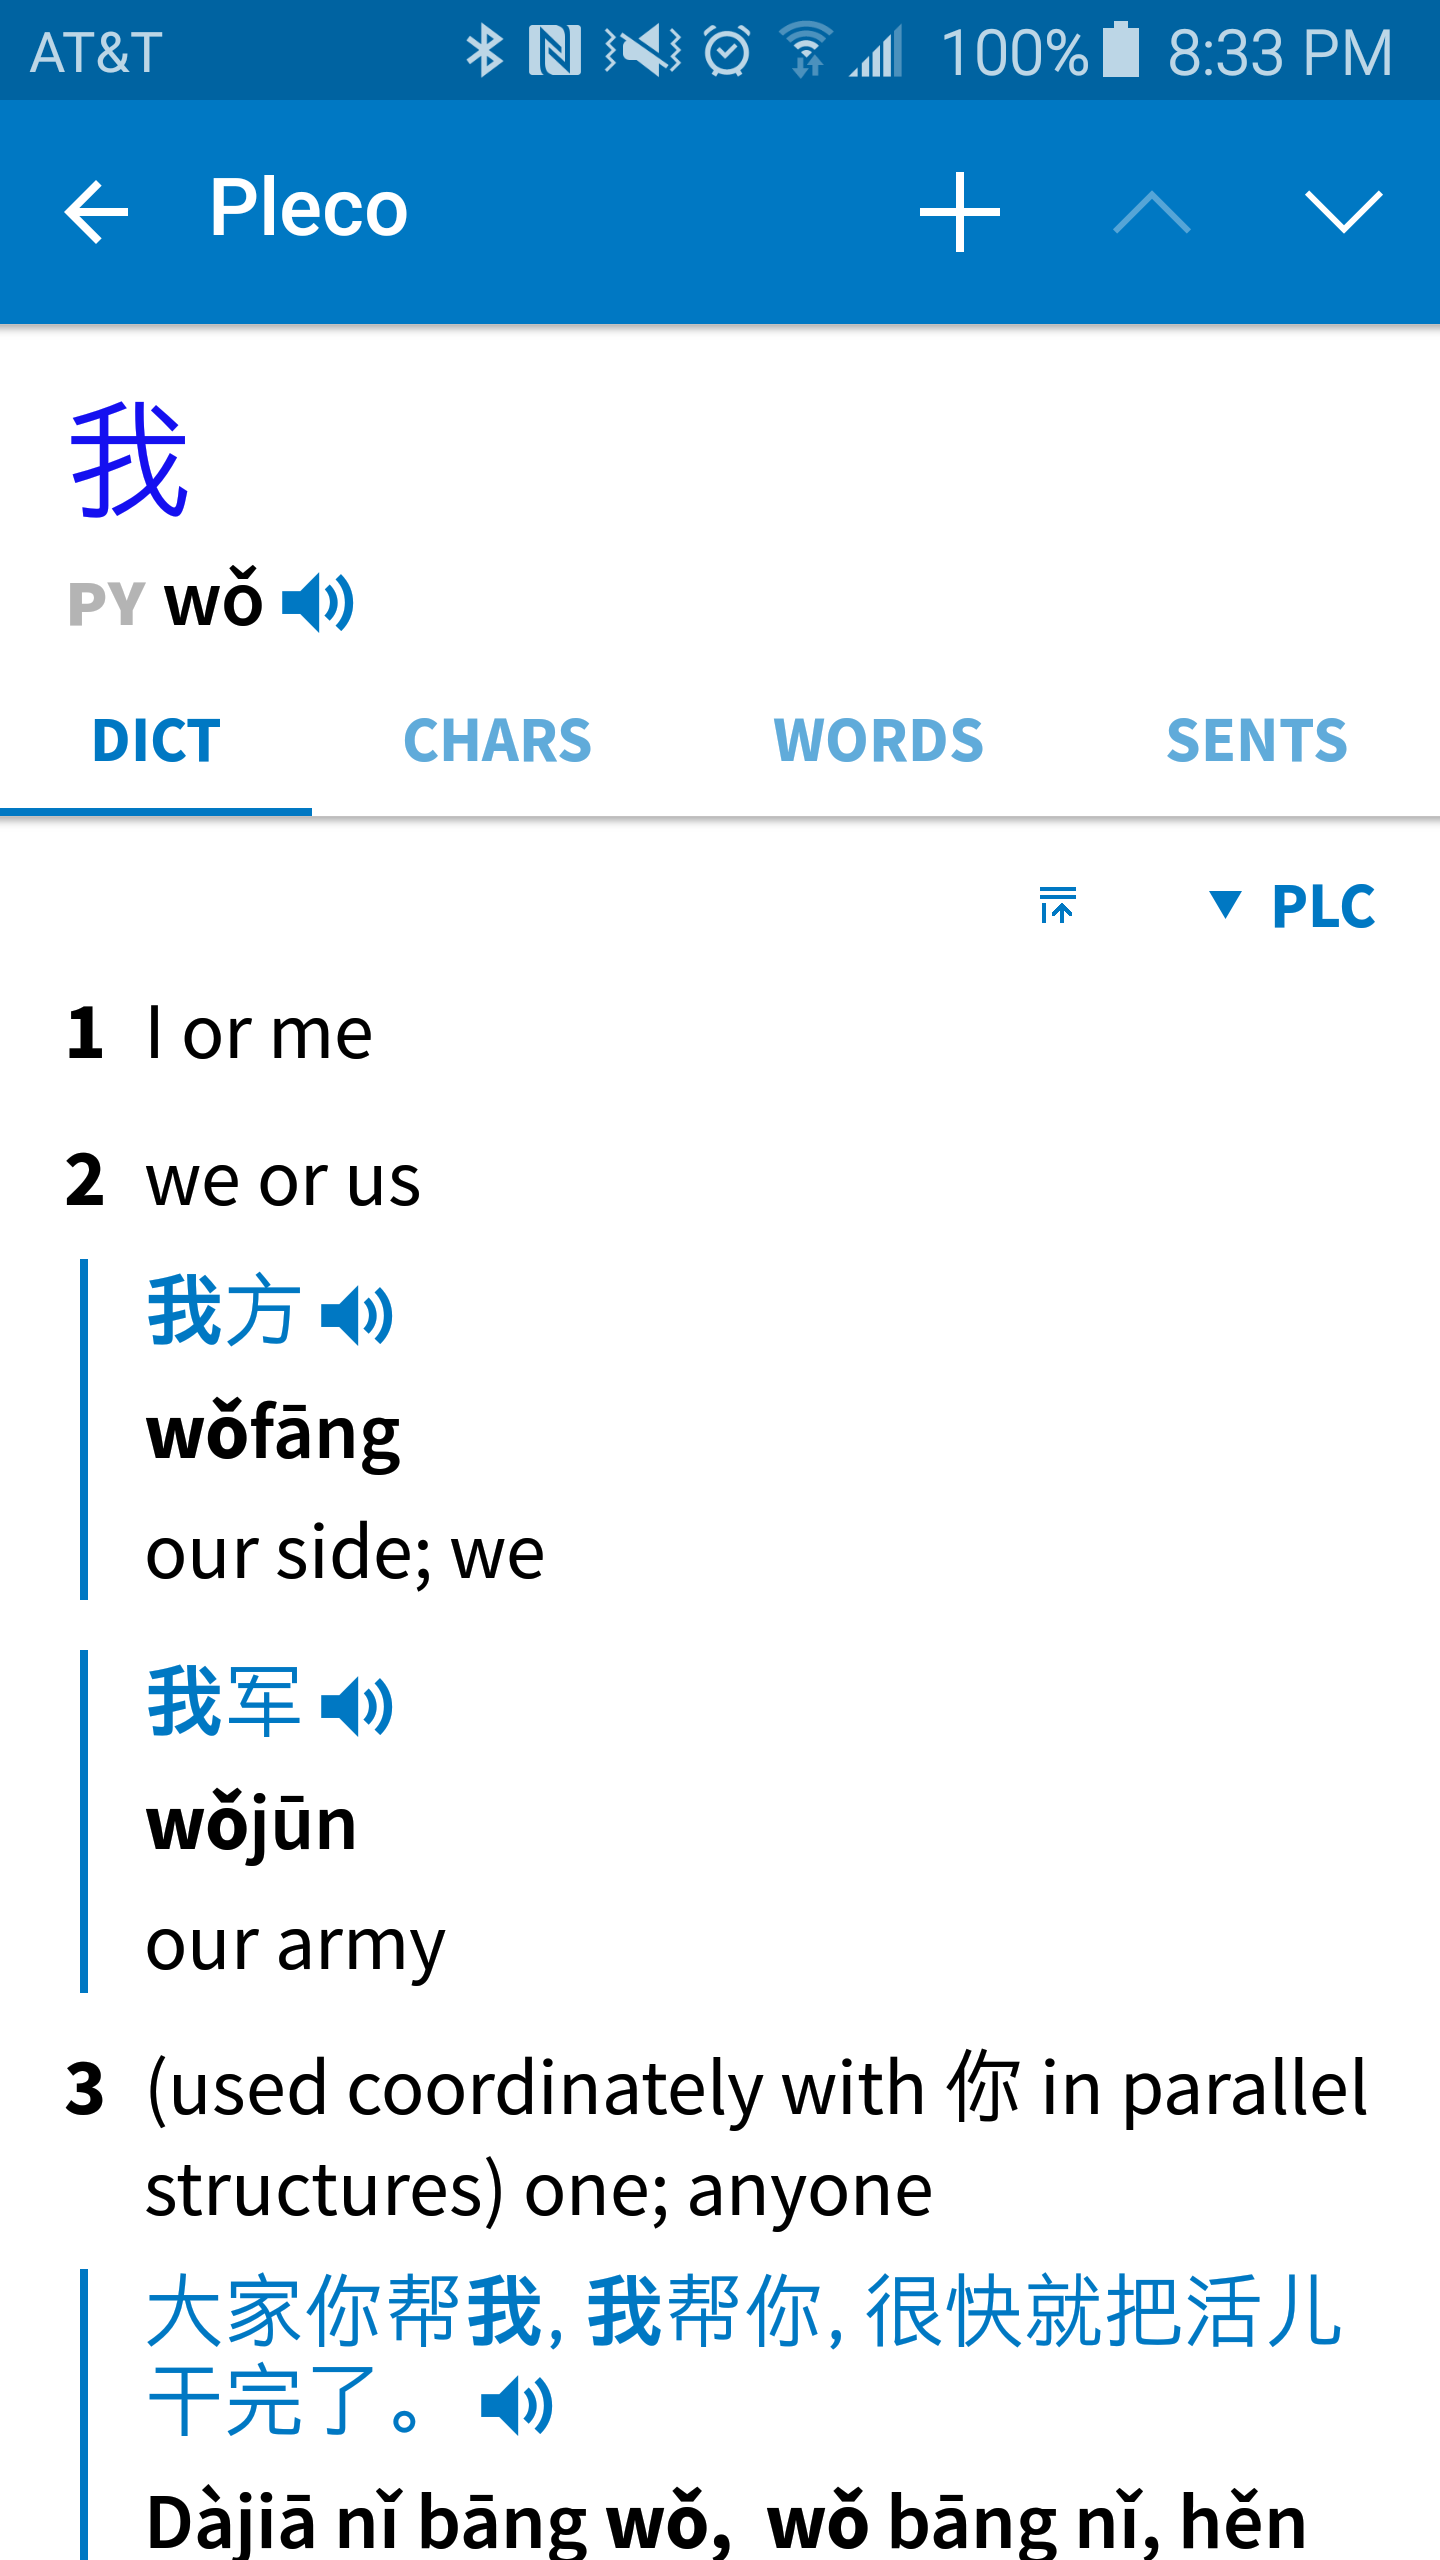 AT&T 100% 8:33 PM
Pleco
我
PY wǒ
DICT CHARS WORDS SENTS
PLC
1 I or me
2 we or us
我方
wǒfāng
our side; we
我军
wǒjūn
our army
3 (used coordinately with 你 in parallel
structures) one; anyone
大家你帮我, 我帮你, 很快就把活儿
干完了。
Dàjiā nǐ bāng wǒ, wǒ bāng nǐ, hěn